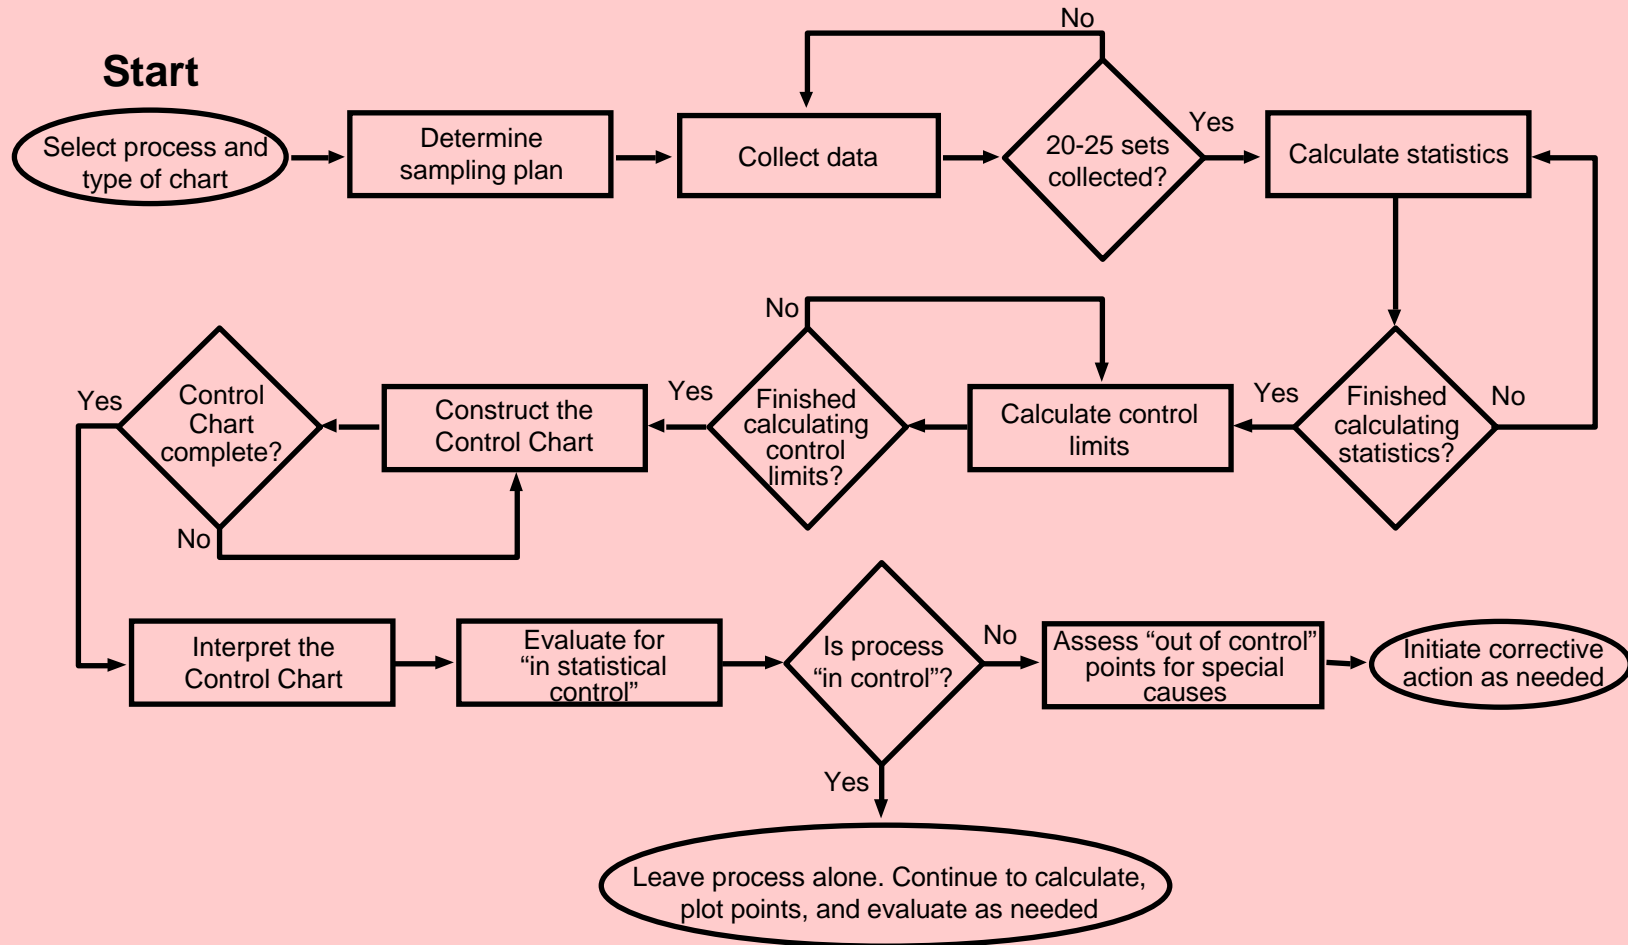 Start
Select process and
type of chart
Determine
sampling plan
Collect data
No
20-25 sets
collected?
Yes
Calculate statistics
Finished
calculating
statistics?
No
Yes
Calculate control
limits
No
Finished
calculating
control
limits?
Yes
Construct the
Control Chart
Control
Chart
complete?
Yes
No
Interpret the
Control Chart
Evaluate for
“in statistical
control”
Is process
“in control”?
No
Assess “out of control”
points for special
causes
Initiate corrective
action as needed
Yes
Leave process alone. Continue to calculate,
plot points, and evaluate as needed